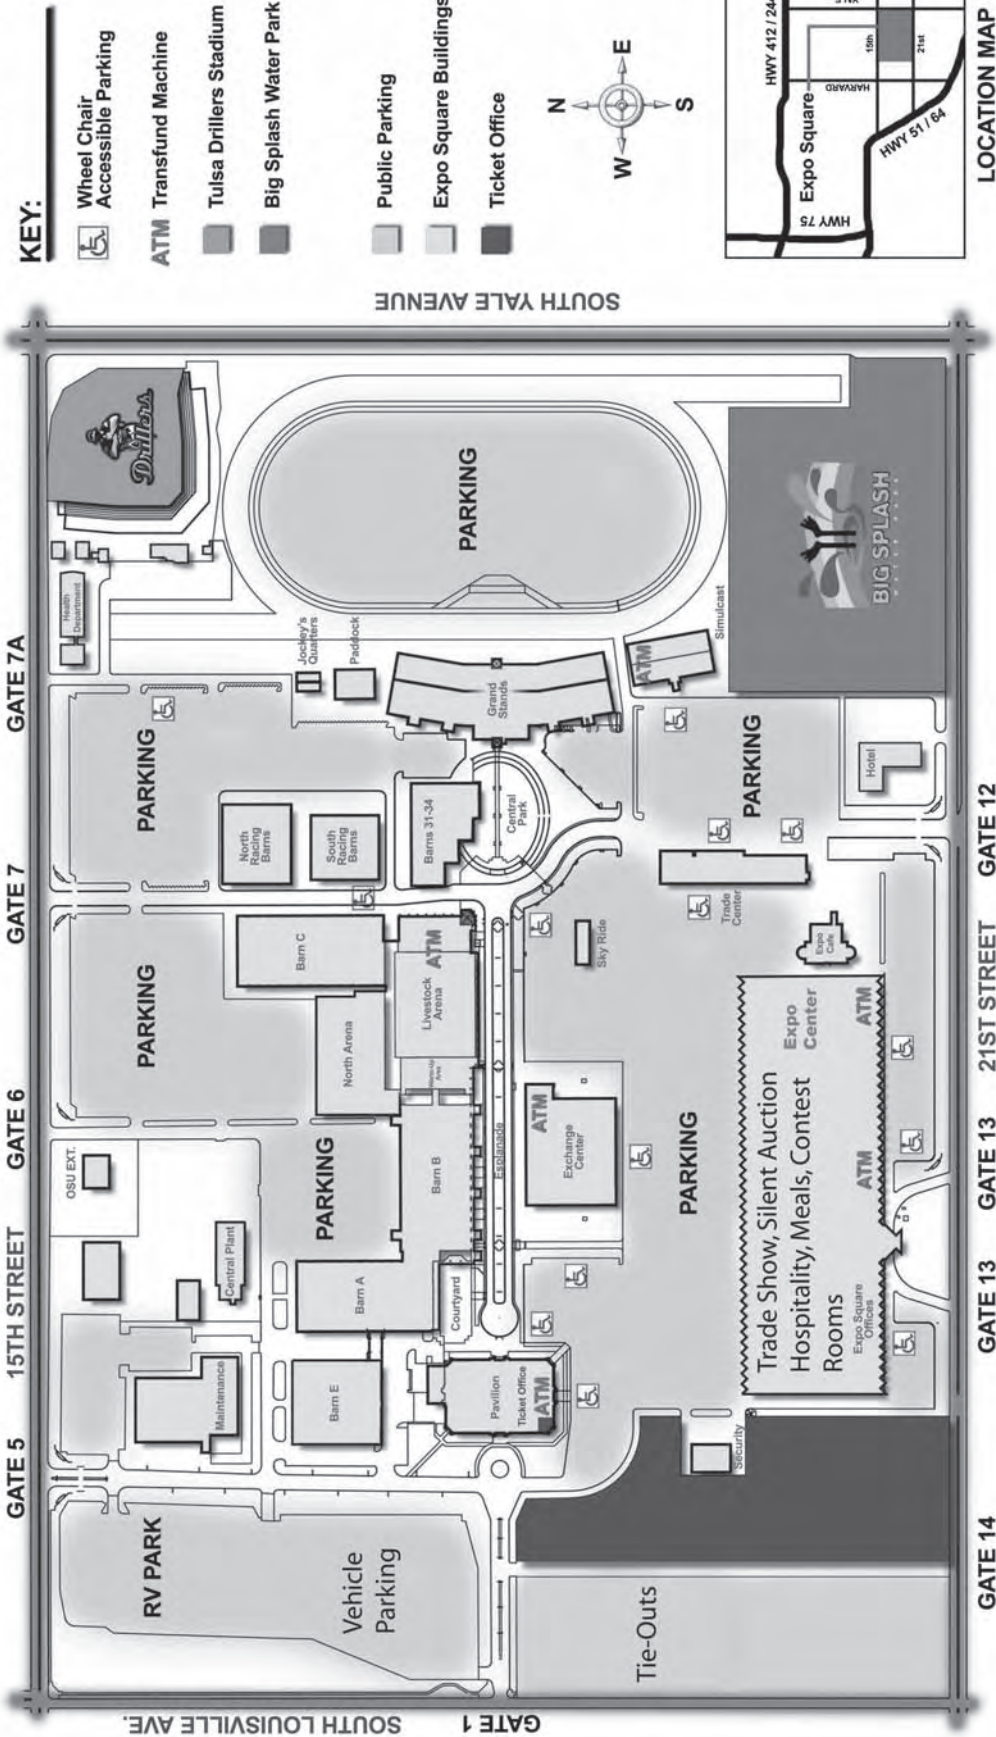 KEY:
Wheel Chair
Accessible Parking
ATM Transfund Machine
Tulsa Drillers Stadium
Big Splash Water Park
Public Parking
Expo Square Buildings
Ticket Office
N
W E
S
HWY 412 / 244
Expo Square
15th
21st
HARVARD
HWY 51 / 64
HWY 75
LOCATION MAP
SOUTH YALE AVENUE
GATE 5
15TH STREET
GATE 6
GATE 7
GATE 7A
Drillers
Health
Department
PARKING
Jockey's
Quarters
Paddock
PARKING
North
Racing
Barns
South
Racing
Barns
Barns 31-34
Grand
Stands
Central
Park
Simulcast
ATM
BIG SPLASH
WATER PARK
PARKING
Hotel
Trade
Center
Expo
Cafe
Sky Ride
PARKING
Barn C
North Arena
Livestock
Arena
ATM
OSU EXT.
Central Plant
PARKING
Barn B
Esplanade
ATM
Exchange
Center
PARKING
Expo
Center
ATM
ATM
Trade Show, Silent Auction
Hospitality, Meals, Contest
Rooms
Expo Square
Offices
Maintenance
Barn A
Barn E
Courtyard
Pavilion
Ticket Office
ATM
Security
RV PARK
Vehicle
Parking
Tie-Outs
SOUTH LOUISVILLE AVE.
GATE 1
GATE 14
GATE 13
GATE 13
21ST STREET
GATE 12